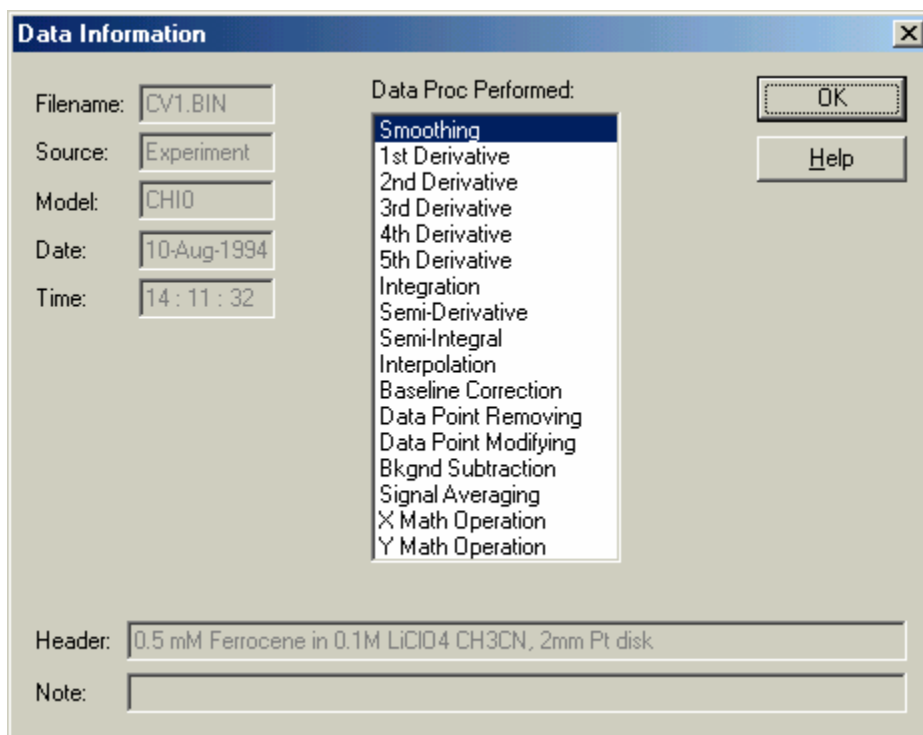 Data Information
Filename: CV1.BIN
Source: Experiment
Model: CHI0
Date: 10-Aug-1994
Time: 14 : 11 : 32
Data Proc Performed:
Smoothing
1st Derivative
2nd Derivative
3rd Derivative
4th Derivative
5th Derivative
Integration
Semi-Derivative
Semi-Integral
Interpolation
Baseline Correction
Data Point Removing
Data Point Modifying
Bkgnd Subtraction
Signal Averaging
X Math Operation
Y Math Operation
OK
Help
Header: 0.5 mM Ferrocene in 0.1M LiClO4 CH3CN, 2mm Pt disk
Note: